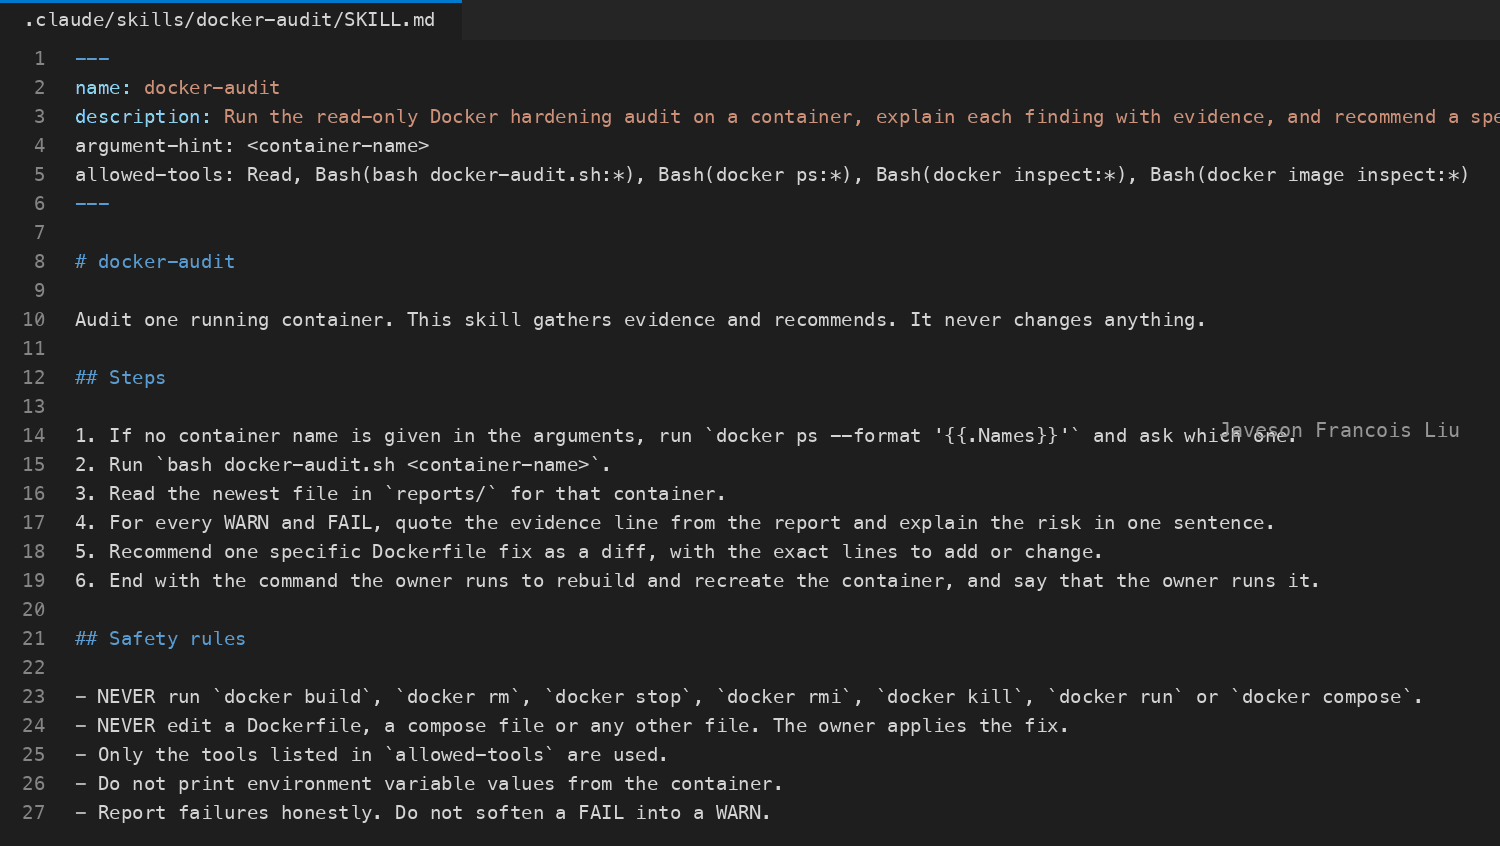 .claude/skills/docker-audit/SKILL.md
1 ---
2 name: docker-audit
3 description: Run the read-only Docker hardening audit on a container, explain each finding with evidence, and recommend a spe
4 argument-hint: <container-name>
5 allowed-tools: Read, Bash(bash docker-audit.sh:*), Bash(docker ps:*), Bash(docker inspect:*), Bash(docker image inspect:*)
6 ---
7
8 # docker-audit
9
10 Audit one running container. This skill gathers evidence and recommends. It never changes anything.
11
12 ## Steps
13
14 1. If no container name is given in the arguments, run `docker ps --format '{{.Names}}'` and ask which one.
Javeson Francois Liu
15 2. Run `bash docker-audit.sh <container-name>`.
16 3. Read the newest file in `reports/` for that container.
17 4. For every WARN and FAIL, quote the evidence line from the report and explain the risk in one sentence.
18 5. Recommend one specific Dockerfile fix as a diff, with the exact lines to add or change.
19 6. End with the command the owner runs to rebuild and recreate the container, and say that the owner runs it.
20
21 ## Safety rules
22
23 - NEVER run `docker build`, `docker rm`, `docker stop`, `docker rmi`, `docker kill`, `docker run` or `docker compose`.
24 - NEVER edit a Dockerfile, a compose file or any other file. The owner applies the fix.
25 - Only the tools listed in `allowed-tools` are used.
26 - Do not print environment variable values from the container.
27 - Report failures honestly. Do not soften a FAIL into a WARN.